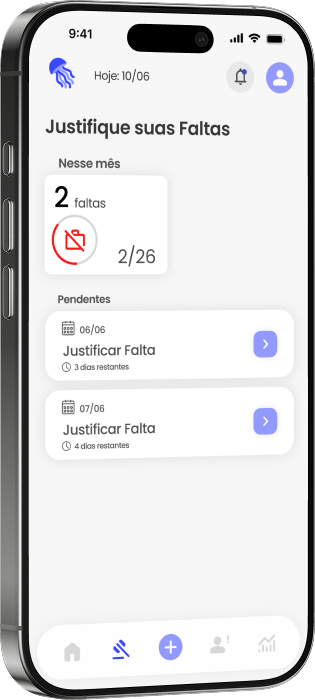 9:41
Hoje: 10/06
Justifique suas Faltas
Nesse mês
2 faltas
2/26
Pendentes
06/06
Justificar Falta
3 dias restantes
07/06
Justificar Falta
4 dias restantes